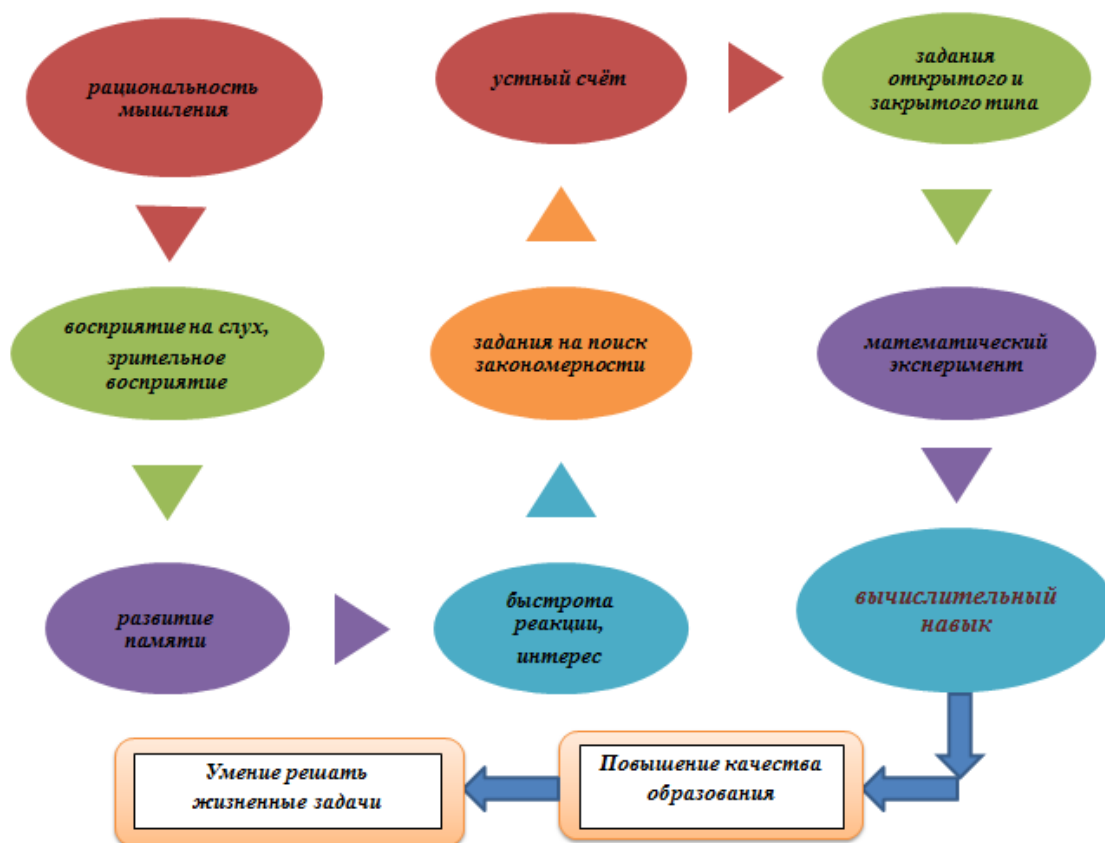 рациональность
мышления
восприятие на слух,
зрительное
восприятие
развитие
памяти
быстрота
реакции,
интерес
задания на поиск
закономерности
устный счёт
задания
открытого и
закрытого типа
математический
эксперимент
вычислительный
навык
Повышение качества
образования
Умение решать
жизненные задачи